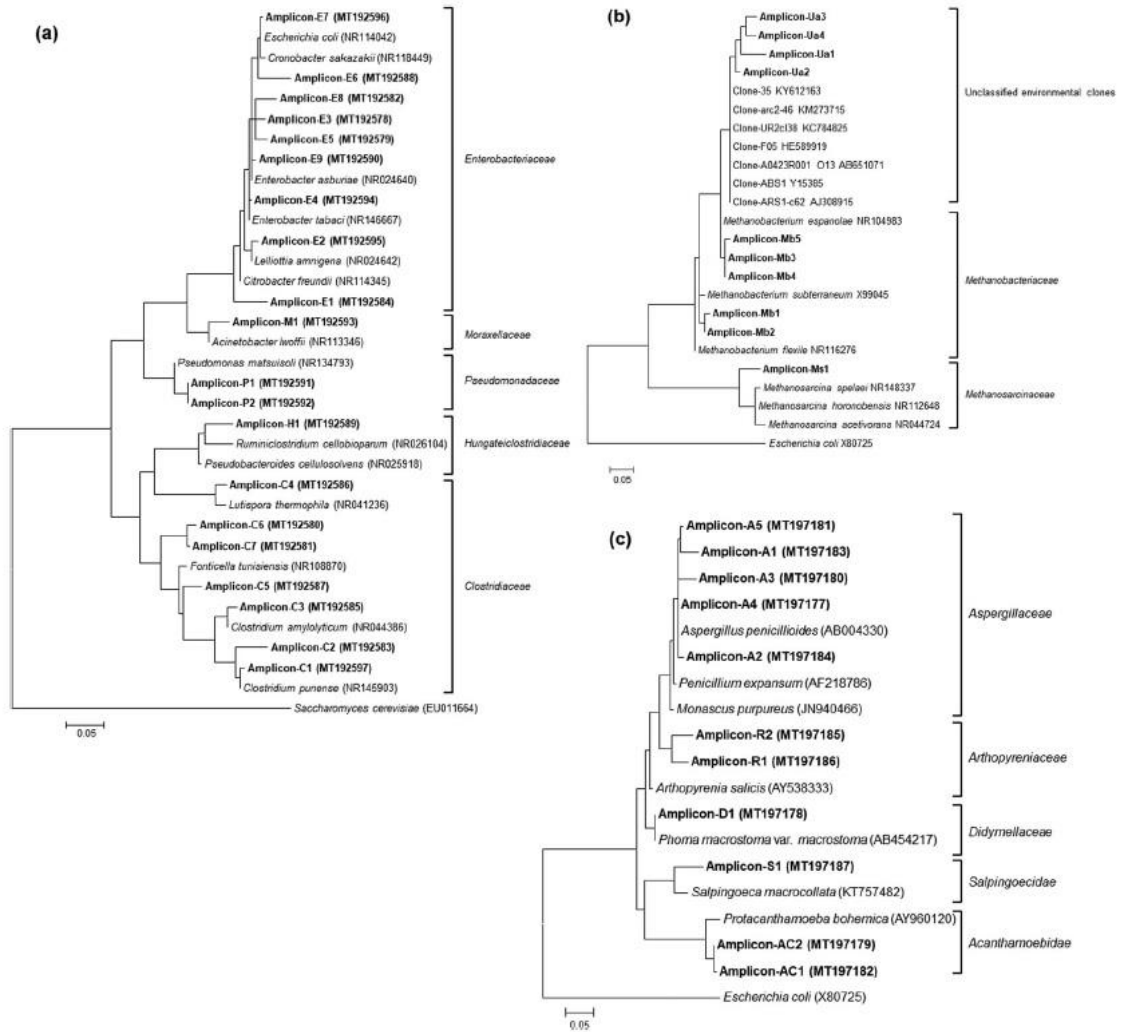 (a)
Amplicon-E7 (MT192596)
Escherichia coli (NR114042)
Cronobacter sakazakii (NR118449)
Amplicon-E6 (MT192588)
Amplicon-E8 (MT192582)
Amplicon-E3 (MT192578)
Amplicon-E5 (MT192579)
Amplicon-E9 (MT192590)
Enterobacter asburiae (NR024640)
Amplicon-E4 (MT192594)
Enterobacter tabaci (NR146667)
Amplicon-E2 (MT192595)
Lelliottia amnigena (NR024642)
Citrobacter freundii (NR114345)
Amplicon-E1 (MT192584)
Enterobacteriaceae
Amplicon-M1 (MT192593)
Acinetobacter lwoffii (NR113346)
Moraxellaceae
Pseudomonas matsuisoli (NR134793)
Amplicon-P1 (MT192591)
Amplicon-P2 (MT192592)
Pseudomonadaceae
Amplicon-H1 (MT192589)
Ruminiclostridium cellobioparum (NR026104)
Pseudobacteroides cellulosolvens (NR025918)
Hungateiclostridiaceae
Amplicon-C4 (MT192586)
Lutispora thermophila (NR041236)
Amplicon-C6 (MT192580)
Amplicon-C7 (MT192581)
Fonticella tunisiensis (NR108870)
Amplicon-C5 (MT192587)
Amplicon-C3 (MT192585)
Clostridium amylolyticum (NR044386)
Amplicon-C2 (MT192583)
Amplicon-C1 (MT192597)
Clostridium punense (NR145903)
Clostridiaceae
Saccharomyces cerevisiae (EU011664)
0.05
(b)
Amplicon-Ua3
Amplicon-Ua4
Amplicon-Ua1
Amplicon-Ua2
Clone-35 KY612163
Clone-arc2-46 KM273715
Clone-UR2cl38 KC784825
Clone-F05 HE589919
Clone-A0423R001 O13 AB651071
Clone-ABS1 Y15385
Clone-ARS1-c62 AJ308915
Unclassified environmental clones
Methanobacterium espanolae NR104983
Amplicon-Mb5
Amplicon-Mb3
Amplicon-Mb4
Methanobacterium subterraneum X99045
Amplicon-Mb1
Amplicon-Mb2
Methanobacterium flexile NR116276
Methanobacteriaceae
Amplicon-Ms1
Methanosarcina spelaei NR148337
Methanosarcina horonobensis NR112648
Methanosarcina acetivorans NR044724
Methanosarcinaceae
Escherichia coli X80725
0.05
(c)
Amplicon-A5 (MT197181)
Amplicon-A1 (MT197183)
Amplicon-A3 (MT197180)
Amplicon-A4 (MT197177)
Aspergillus penicillioides (AB004330)
Amplicon-A2 (MT197184)
Penicillium expansum (AF218786)
Monascus purpureus (JN940466)
Aspergillaceae
Amplicon-R2 (MT197185)
Amplicon-R1 (MT197186)
Arthopyrenia salicis (AY538333)
Arthopyreniaceae
Amplicon-D1 (MT197178)
Phoma macrostoma var. macrostoma (AB454217)
Didymellaceae
Amplicon-S1 (MT197187)
Salpingoeca macrocollata (KT757482)
Salpingoecidae
Protacanthamoeba bohemica (AY960120)
Amplicon-AC2 (MT197179)
Amplicon-AC1 (MT197182)
Acanthamoebidae
Escherichia coli (X80725)
0.05